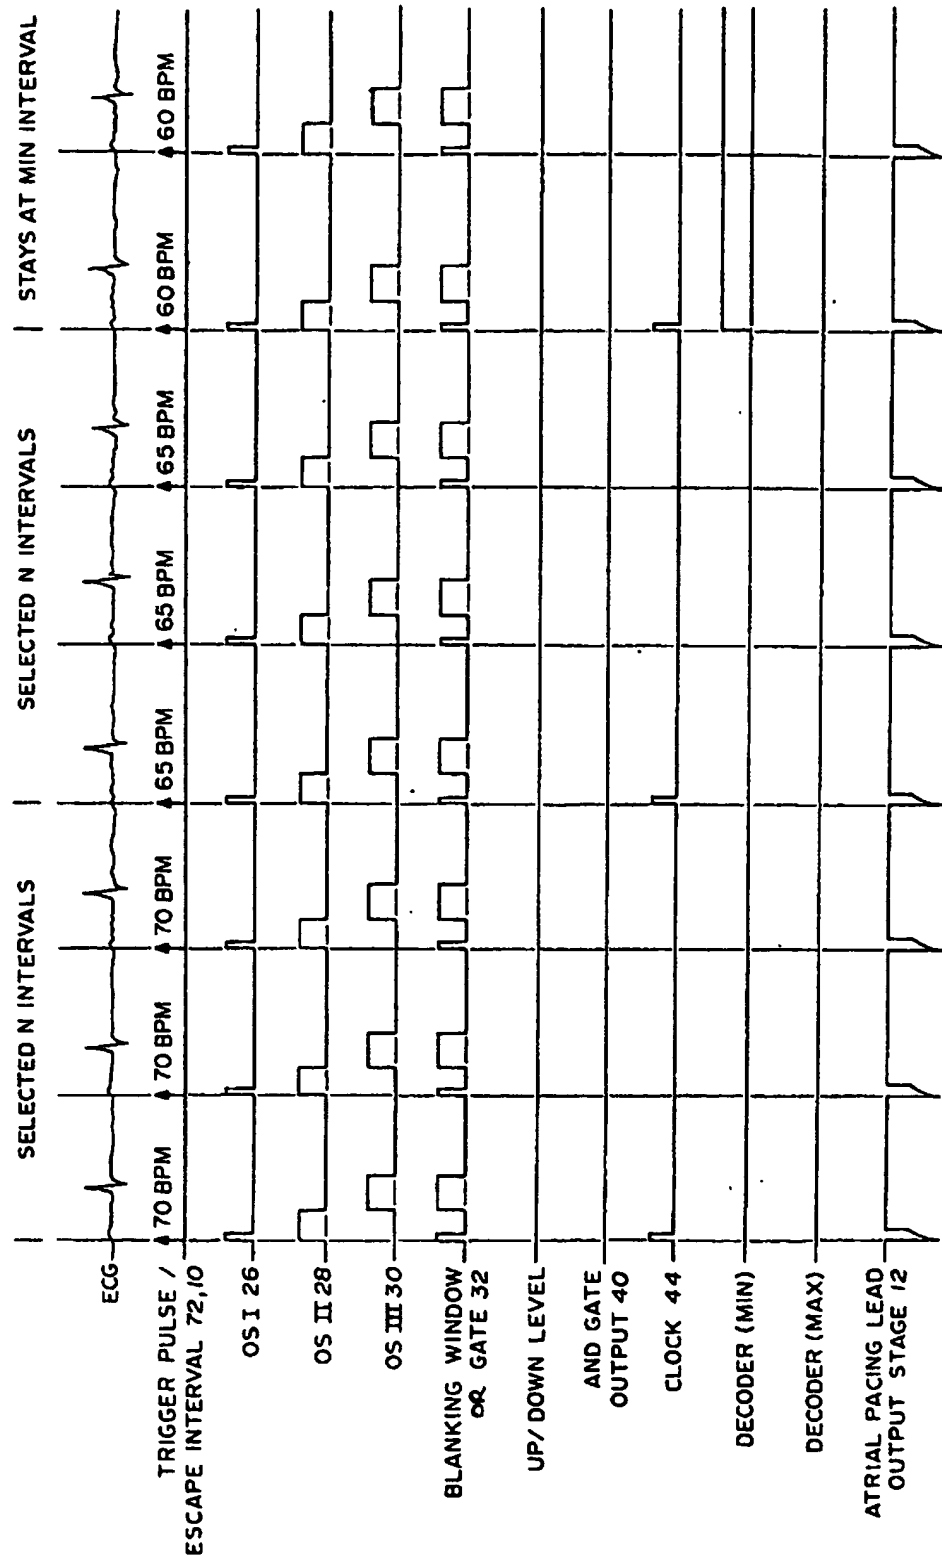 SELECTED N INTERVALS
SELECTED N INTERVALS
STAYS AT MIN INTERVAL
ECG
TRIGGER PULSE /
ESCAPE INTERVAL 72,10
70 BPM
70 BPM
70 BPM
65 BPM
65 BPM
65 BPM
60 BPM
60 BPM
OS I 26
OS II 28
OS III 30
BLANKING WINDOW
OR GATE 32
UP/DOWN LEVEL
AND GATE
OUTPUT 40
CLOCK 44
DECODER (MIN)
DECODER (MAX)
ATRIAL PACING LEAD
OUTPUT STAGE 12